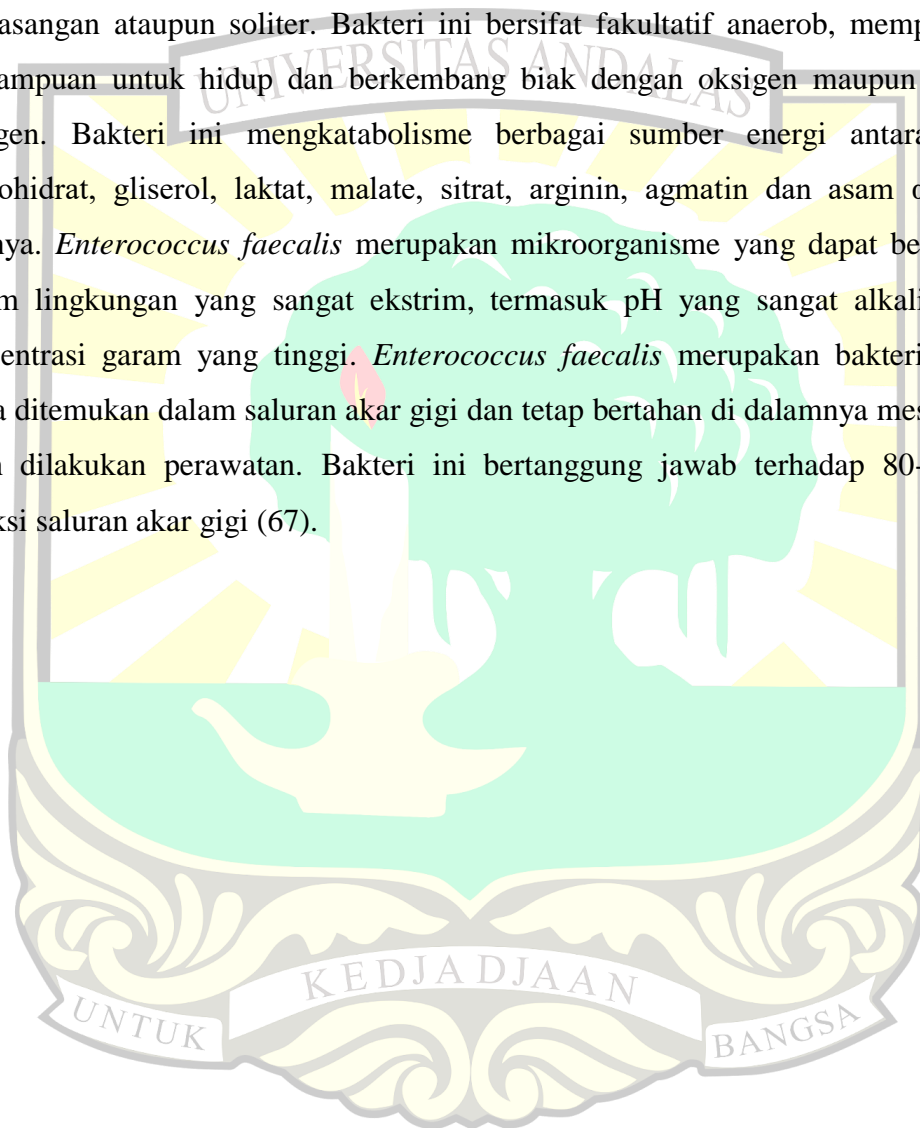 asangan ataupun soliter. Bakteri ini bersifat fakultatif anaerob, memp
ampuan untuk hidup dan berkembang biak dengan oksigen maupun
gen. Bakteri ini mengkatabolisme berbagai sumber energi antara
ohidrat, gliserol, laktat, malate, sitrat, arginin, agmatin dan asam
nya. Enterococcus faecalis merupakan mikroorganisme yang dapat be
m lingkungan yang sangat ekstrim, termasuk pH yang sangat alkali
entrasi garam yang tinggi. Enterococcus faecalis merupakan bakteri
a ditemukan dalam saluran akar gigi dan tetap bertahan di dalamnya mes
dilakukan perawatan. Bakteri ini bertanggung jawab terhadap 80-
ksi saluran akar gigi (67).
UNIVERSITAS ANDALAS
KEDJADJAAN
UNTUK
BANGSA